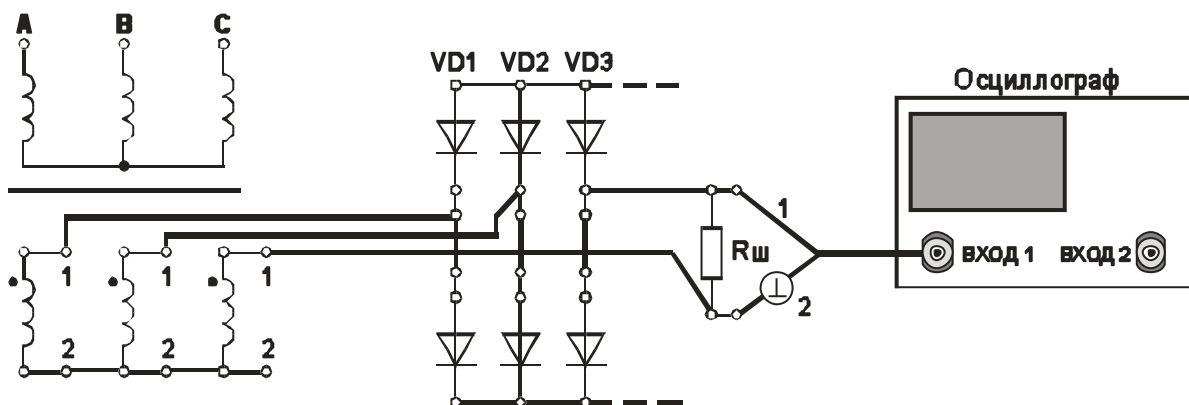 A B C
VD1 VD2 VD3
Осциллограф
1
Rш
ВХОД 1 ВХОД 2
1 1 1
2
2 2 2